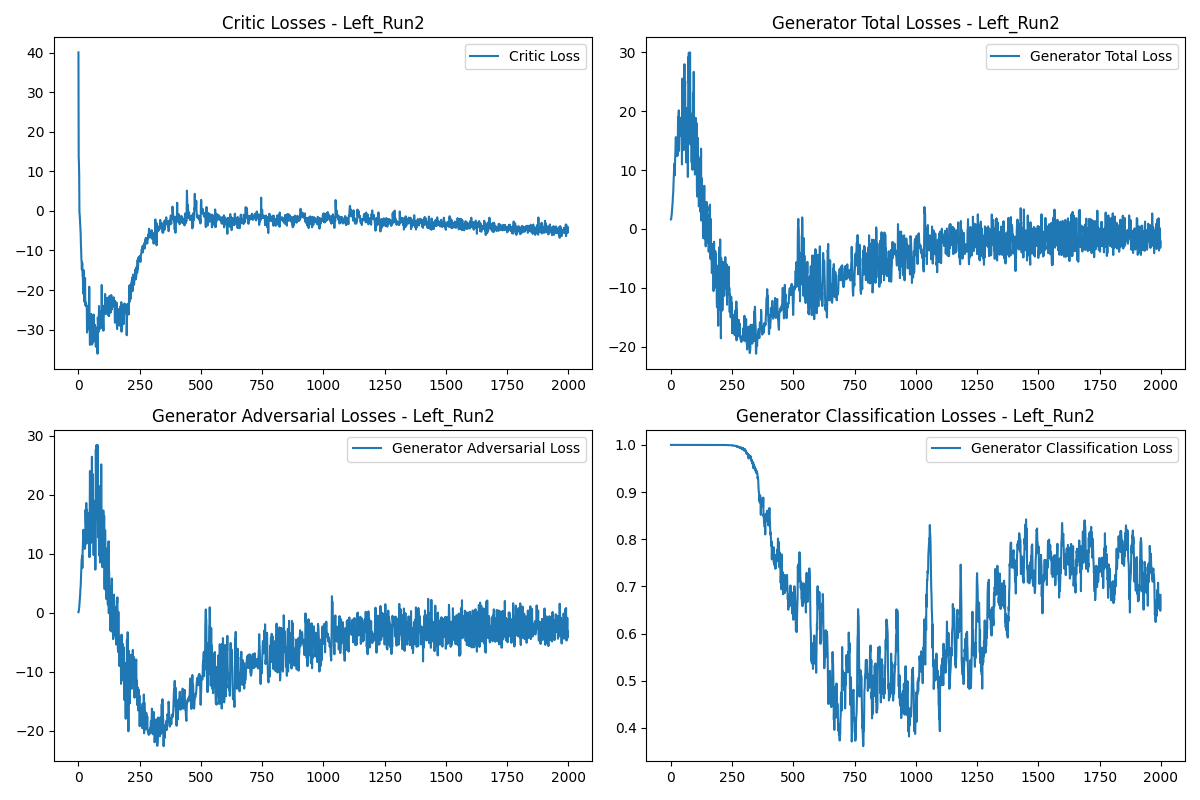 Critic Losses - Left_Run2
Critic Loss
40
30
20
10
0
−10
−20
−30
0 250 500 750 1000 1250 1500 1750 2000
Generator Total Losses - Left_Run2
Generator Total Loss
30
20
10
0
−10
−20
0 250 500 750 1000 1250 1500 1750 2000
Generator Adversarial Losses - Left_Run2
Generator Adversarial Loss
30
20
10
0
−10
−20
0 250 500 750 1000 1250 1500 1750 2000
Generator Classification Losses - Left_Run2
Generator Classification Loss
1.0
0.9
0.8
0.7
0.6
0.5
0.4
0 250 500 750 1000 1250 1500 1750 2000